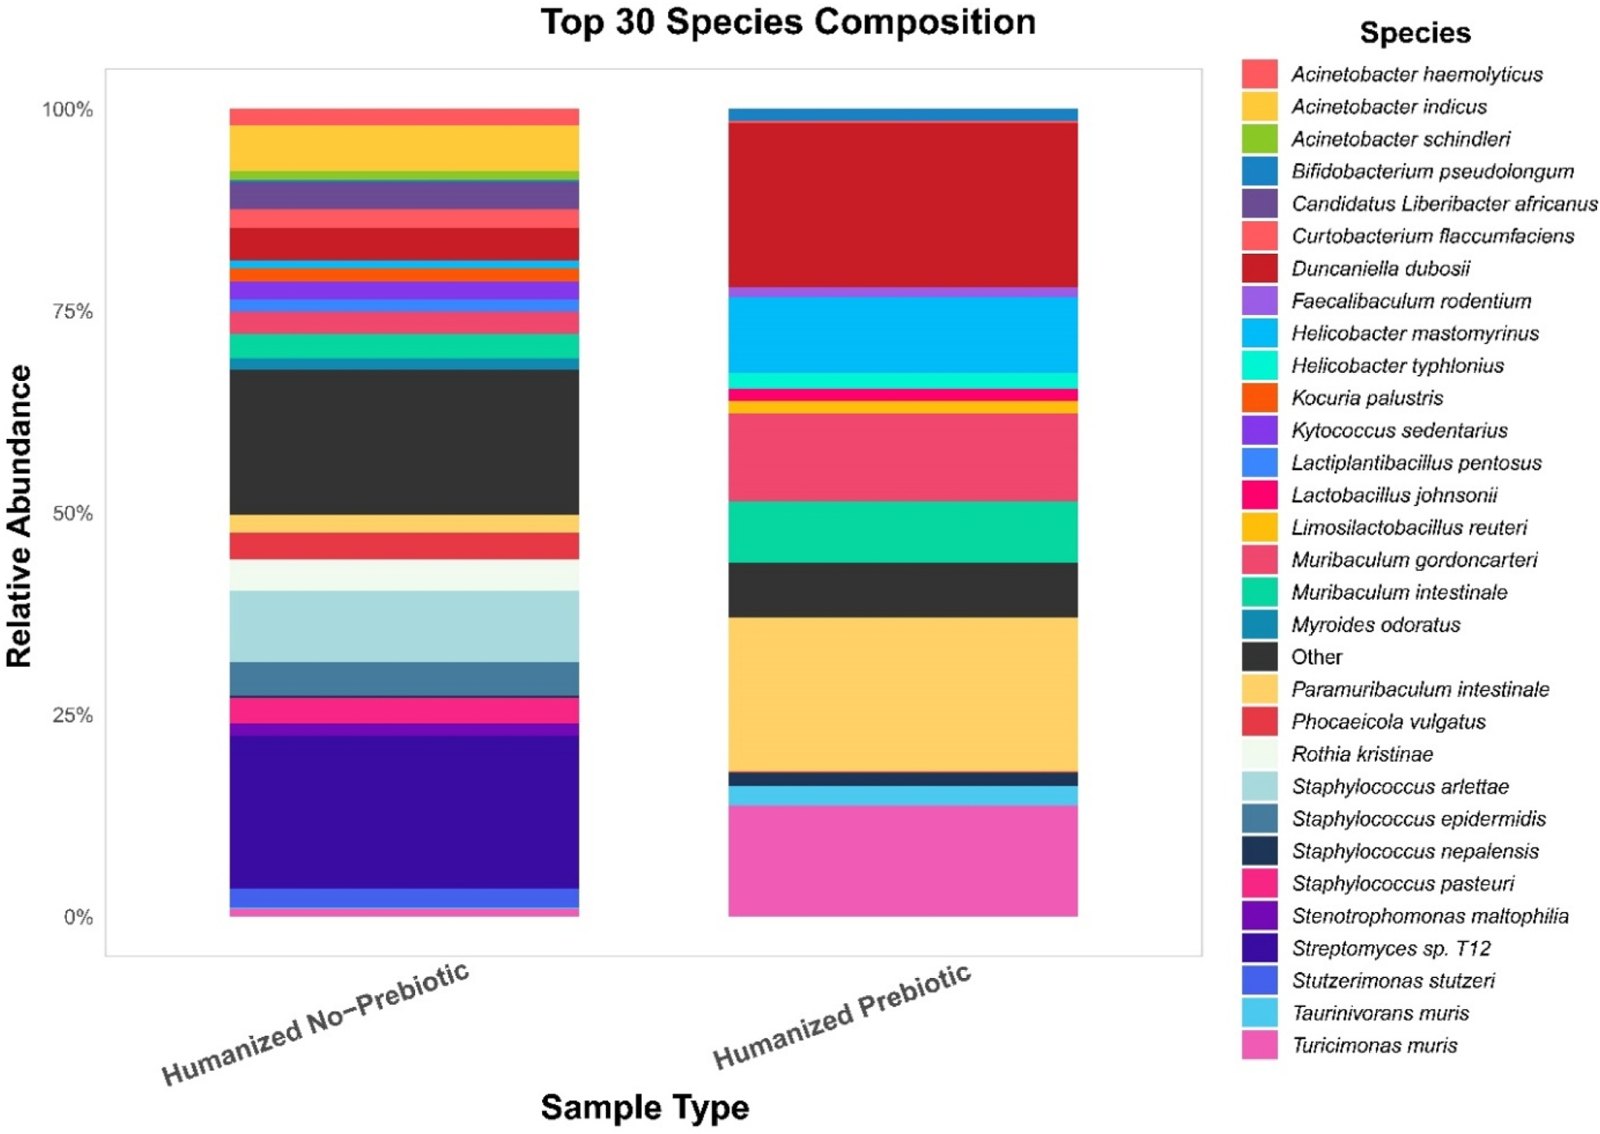 Top 30 Species Composition
Relative Abundance
100%
75%
50%
25%
0%
Humanized No−Prebiotic
Humanized Prebiotic
Sample Type
Species
Acinetobacter haemolyticus
Acinetobacter indicus
Acinetobacter schindleri
Bifidobacterium pseudolongum
Candidatus Liberibacter africanus
Curtobacterium flaccumfaciens
Duncaniella dubosii
Faecalibaculum rodentium
Helicobacter mastomyrinus
Helicobacter typhlonius
Kocuria palustris
Kytococcus sedentarius
Lactiplantibacillus pentosus
Lactobacillus johnsonii
Limosilactobacillus reuteri
Muribaculum gordoncarteri
Muribaculum intestinale
Myroides odoratus
Other
Paramuribaculum intestinale
Phocaeicola vulgatus
Rothia kristinae
Staphylococcus arlettae
Staphylococcus epidermidis
Staphylococcus nepalensis
Staphylococcus pasteuri
Stenotrophomonas maltophilia
Streptomyces sp. T12
Stutzerimonas stutzeri
Taurinivorans muris
Turicimonas muris